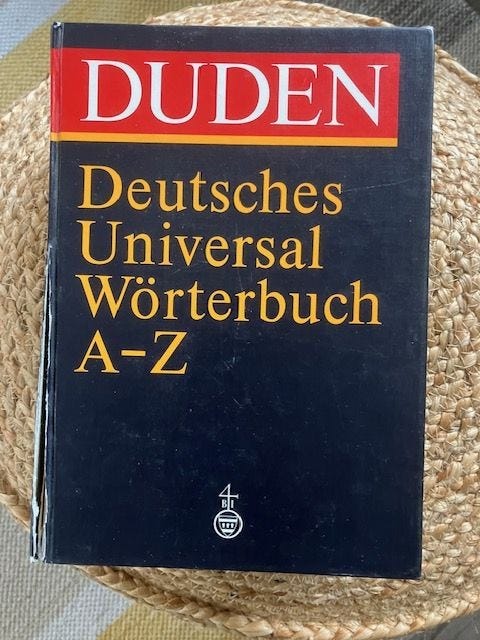 DUDEN
Deutsches
Universal
Wörterbuch
A–Z
B I